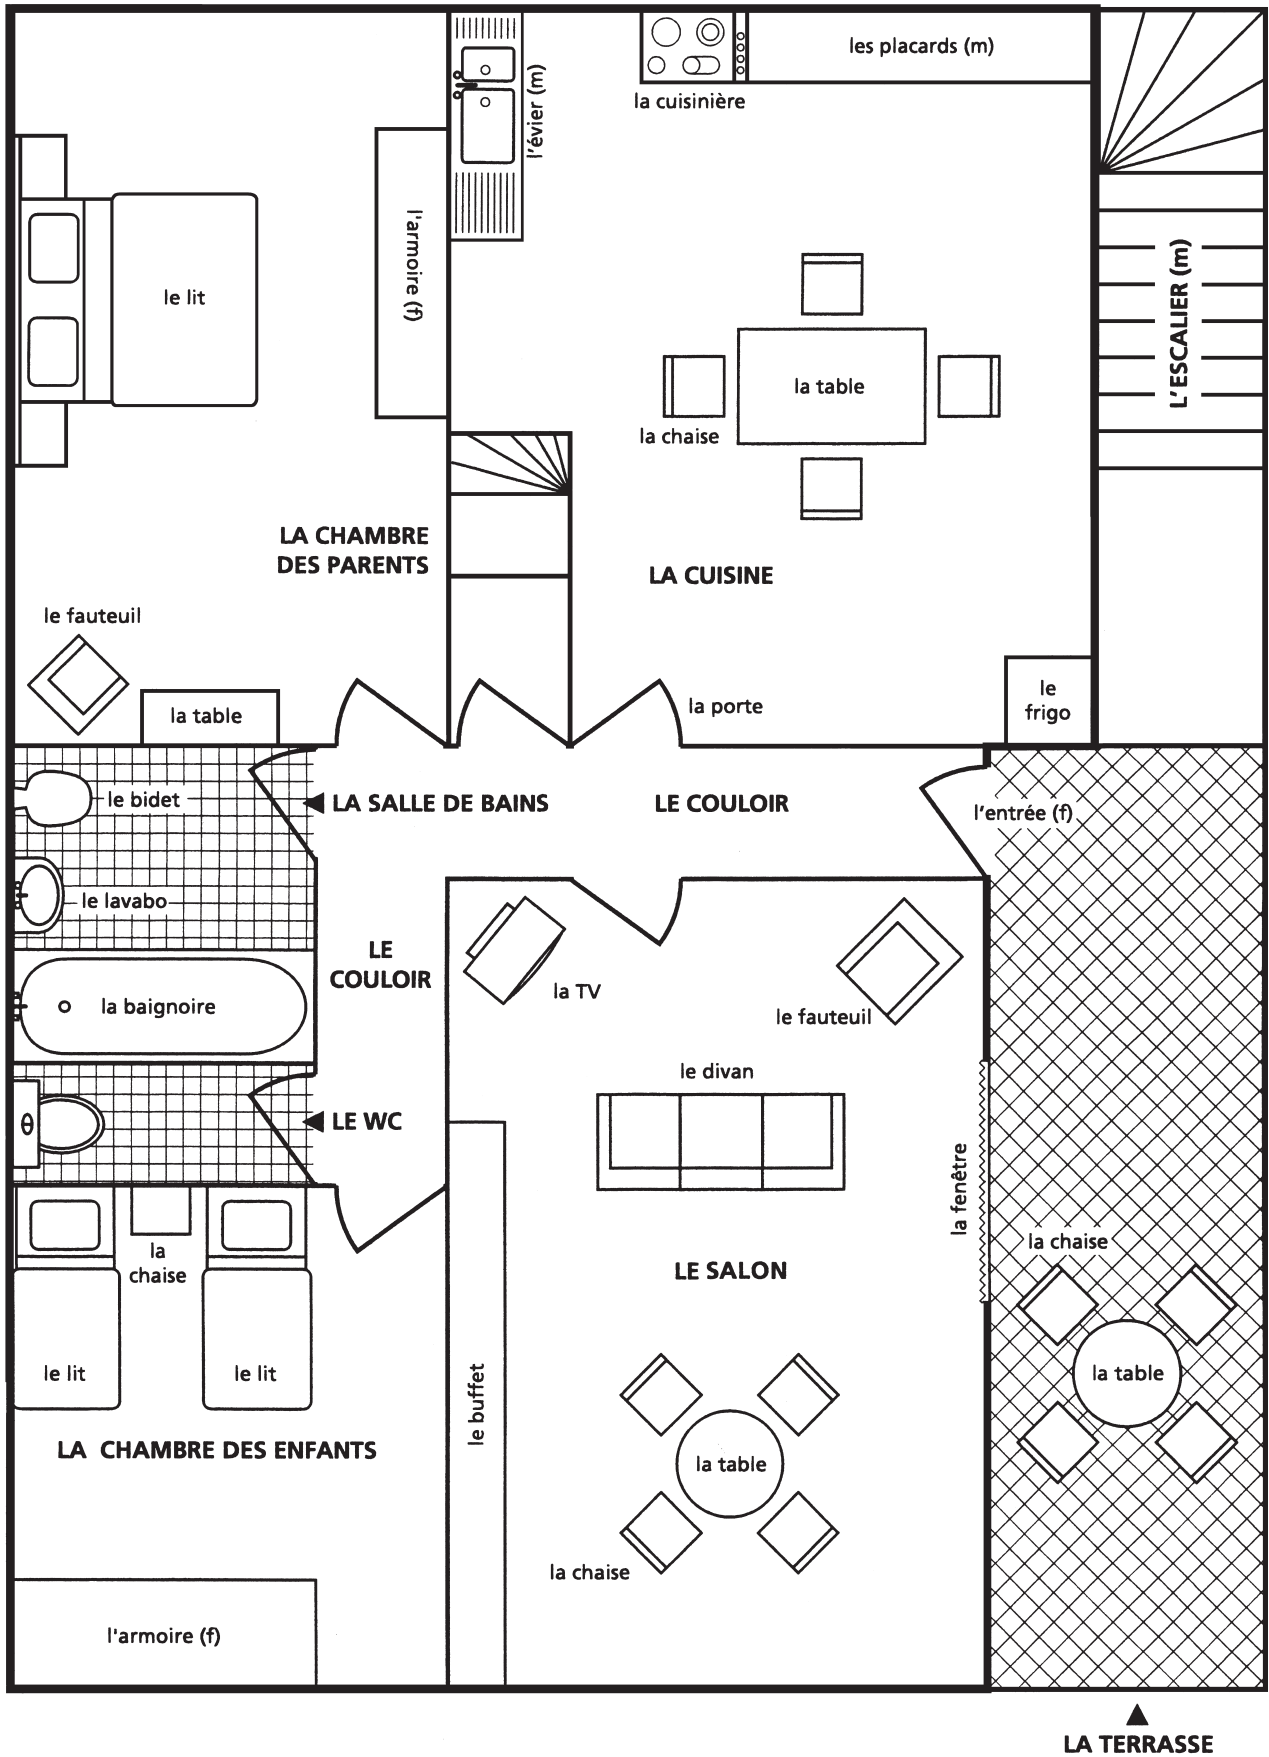 les placards (m)
la cuisinière
l'évier (m)
l'armoire (f)
le lit
L'ESCALIER (m)
la table
la chaise
LA CHAMBRE
DES PARENTS
LA CUISINE
le fauteuil
la table
la porte
le
frigo
le bidet
LA SALLE DE BAINS
LE COULOIR
l'entrée (f)
le lavabo
LE
COULOIR
la baignoire
la TV
le fauteuil
le divan
LE WC
la fenêtre
la
chaise
LE SALON
la chaise
le lit
le lit
la table
le buffet
LA CHAMBRE DES ENFANTS
la table
la chaise
l'armoire (f)
LA TERRASSE